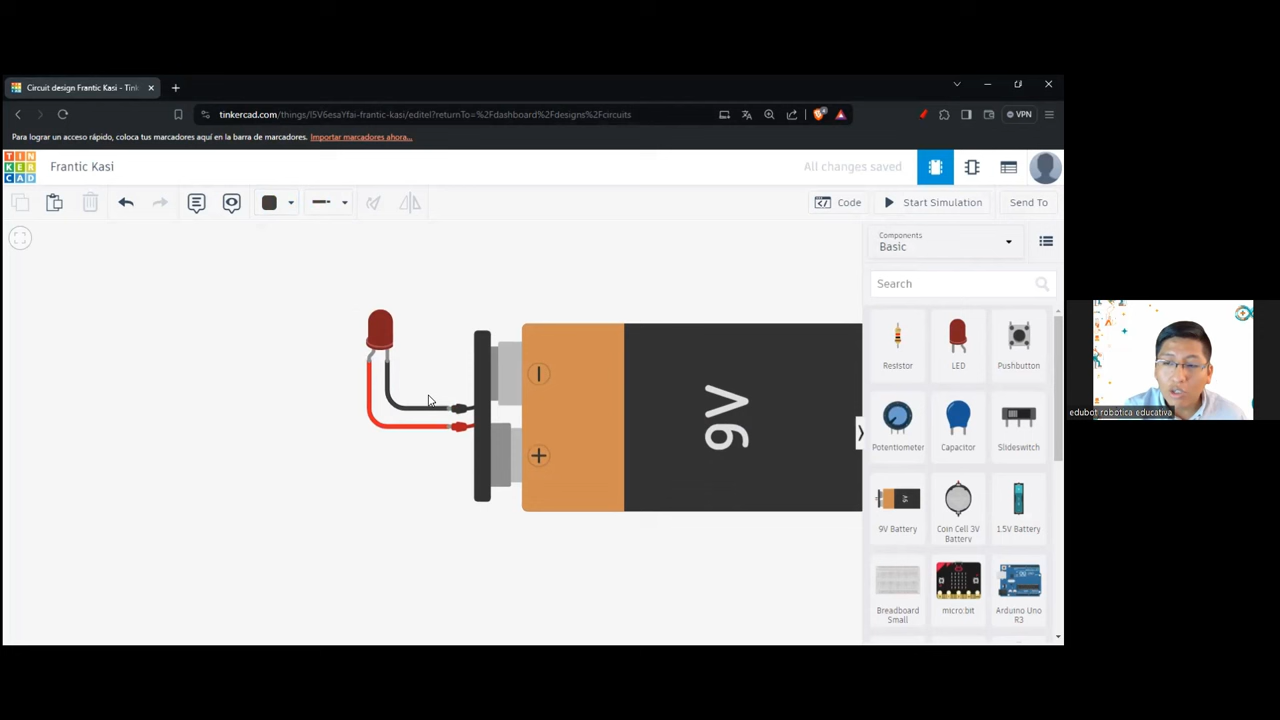 Circuit design Frantic Kasi - Tink
tinkercad.com/things/l5V6esaYfai-frantic-kasi/editel?returnTo=%2Fdashboard%2Fdesigns%2Fcircuits
VPN
Para lograr un acceso rápido, coloca tus marcadores aquí en la barra de marcadores. Importar marcadores ahora...
TIN
KER
CAD
Frantic Kasi
All changes saved
Code
Start Simulation
Send To
Components
Basic
Search
Resistor
LED
Pushbutton
Potentiometer
Capacitor
Slideswitch
9V Battery
Coin Cell 3V
Battery
1.5V Battery
Breadboard
Small
micro:bit
Arduino Uno
R3
9V
edubot robotica educativa